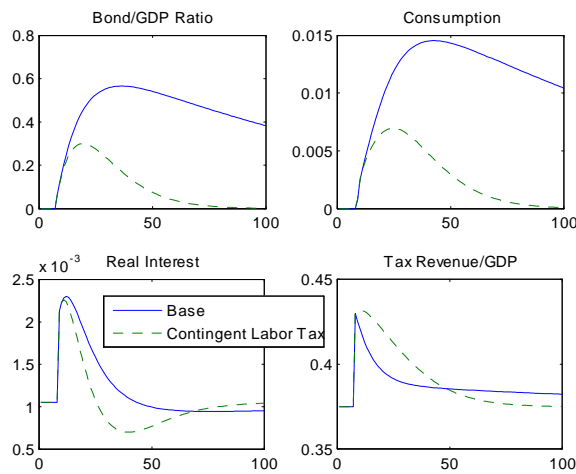 Bond/GDP Ratio
0.8
0.6
0.4
0.2
0
0 50 100
Consumption
0.015
0.01
0.005
0
0 50 100
Real Interest
x 10-3
2.5
2
1.5
1
0.5
0 50 100
Base
Contingent Labor Tax
Tax Revenue/GDP
0.45
0.4
0.35
0 50 100